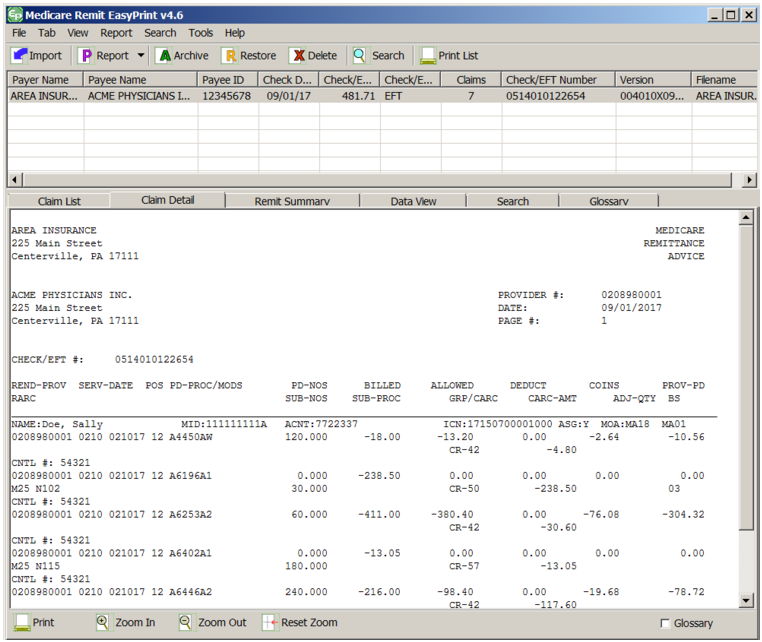 Medicare Remit EasyPrint v4.6
File Tab View Report Search Tools Help
Import Report Archive Restore Delete Search Print List
Payer Name Payee Name Payee ID Check D... Check/E... Check/E... Claims Check/EFT Number Version Filename
AREA INSUR... ACME PHYSICIANS I... 12345678 09/01/17 481.71 EFT 7 0514010122654 004010X09... AREA INSUR.
Claim List Claim Detail Remit Summary Data View Search Glossary
AREA INSURANCE MEDICARE
225 Main Street REMITTANCE
Centerville, PA 17111 ADVICE
ACME PHYSICIANS INC. PROVIDER #: 0208980001
225 Main Street DATE: 09/01/2017
Centerville, PA 17111 PAGE #: 1
CHECK/EFT #: 0514010122654
REND-PROV SERV-DATE POS PD-PROC/MODS PD-NOS BILLED ALLOWED DEDUCT COINS PROV-PD
RARC SUB-NOS SUB-PROC GRP/CARC CARC-AMT ADJ-QTY BS
NAME:Doe, Sally MID:111111111A ACNT:7722337 ICN:17150700001000 ASG:Y MOA:MA18 MA01
0208980001 0210 021017 12 A4450AW 120.000 -18.00 -13.20 0.00 -2.64 -10.56
CR-42 -4.80
CNTL #: 54321
0208980001 0210 021017 12 A6196A1 0.000 -238.50 0.00 0.00 0.00 0.00
M25 N102 30.000 CR-50 -238.50 03
CNTL #: 54321
0208980001 0210 021017 12 A6253A2 60.000 -411.00 -380.40 0.00 -76.08 -304.32
CR-42 -30.60
CNTL #: 54321
0208980001 0210 021017 12 A6402A1 0.000 -13.05 0.00 0.00 0.00 0.00
M25 N115 180.000 CR-57 -13.05
CNTL #: 54321
0208980001 0210 021017 12 A6446A2 240.000 -216.00 -98.40 0.00 -19.68 -78.72
CR-42 -117.60
Print Zoom In Zoom Out Reset Zoom Glossary